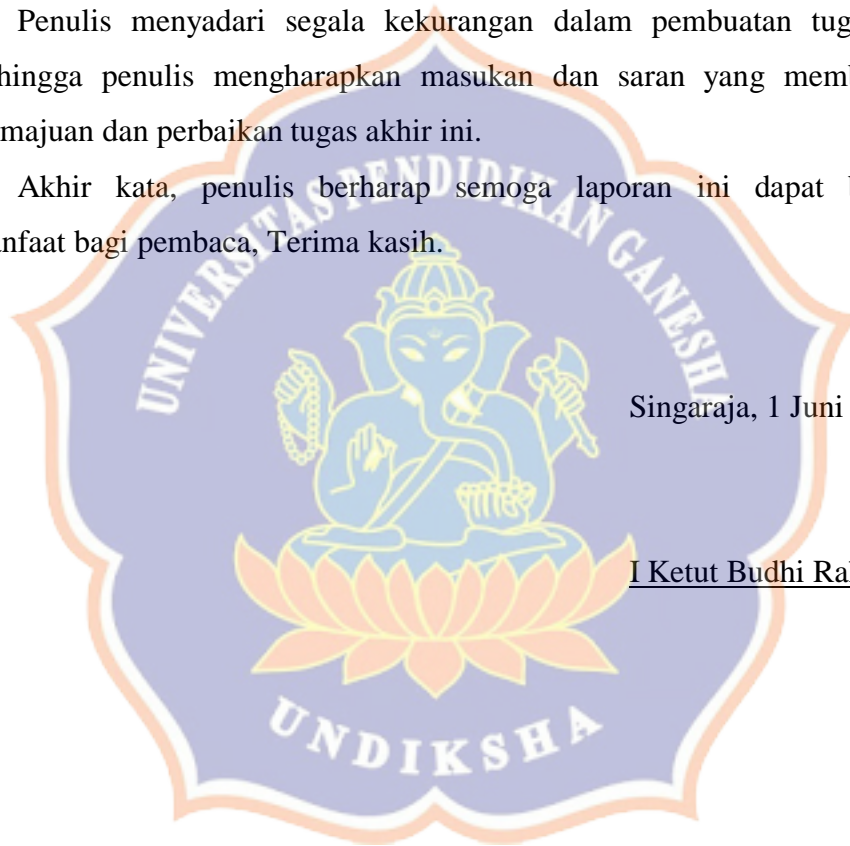 Penulis menyadari segala kekurangan dalam pembuatan tug
hingga penulis mengharapkan masukan dan saran yang memb
majuan dan perbaikan tugas akhir ini.
Akhir kata, penulis berharap semoga laporan ini dapat b
anfaat bagi pembaca, Terima kasih.
UNIVERSITAS PENDIDIKAN GANESHA
Singaraja, 1 Juni
I Ketut Budhi Ra
UNDIKSHA